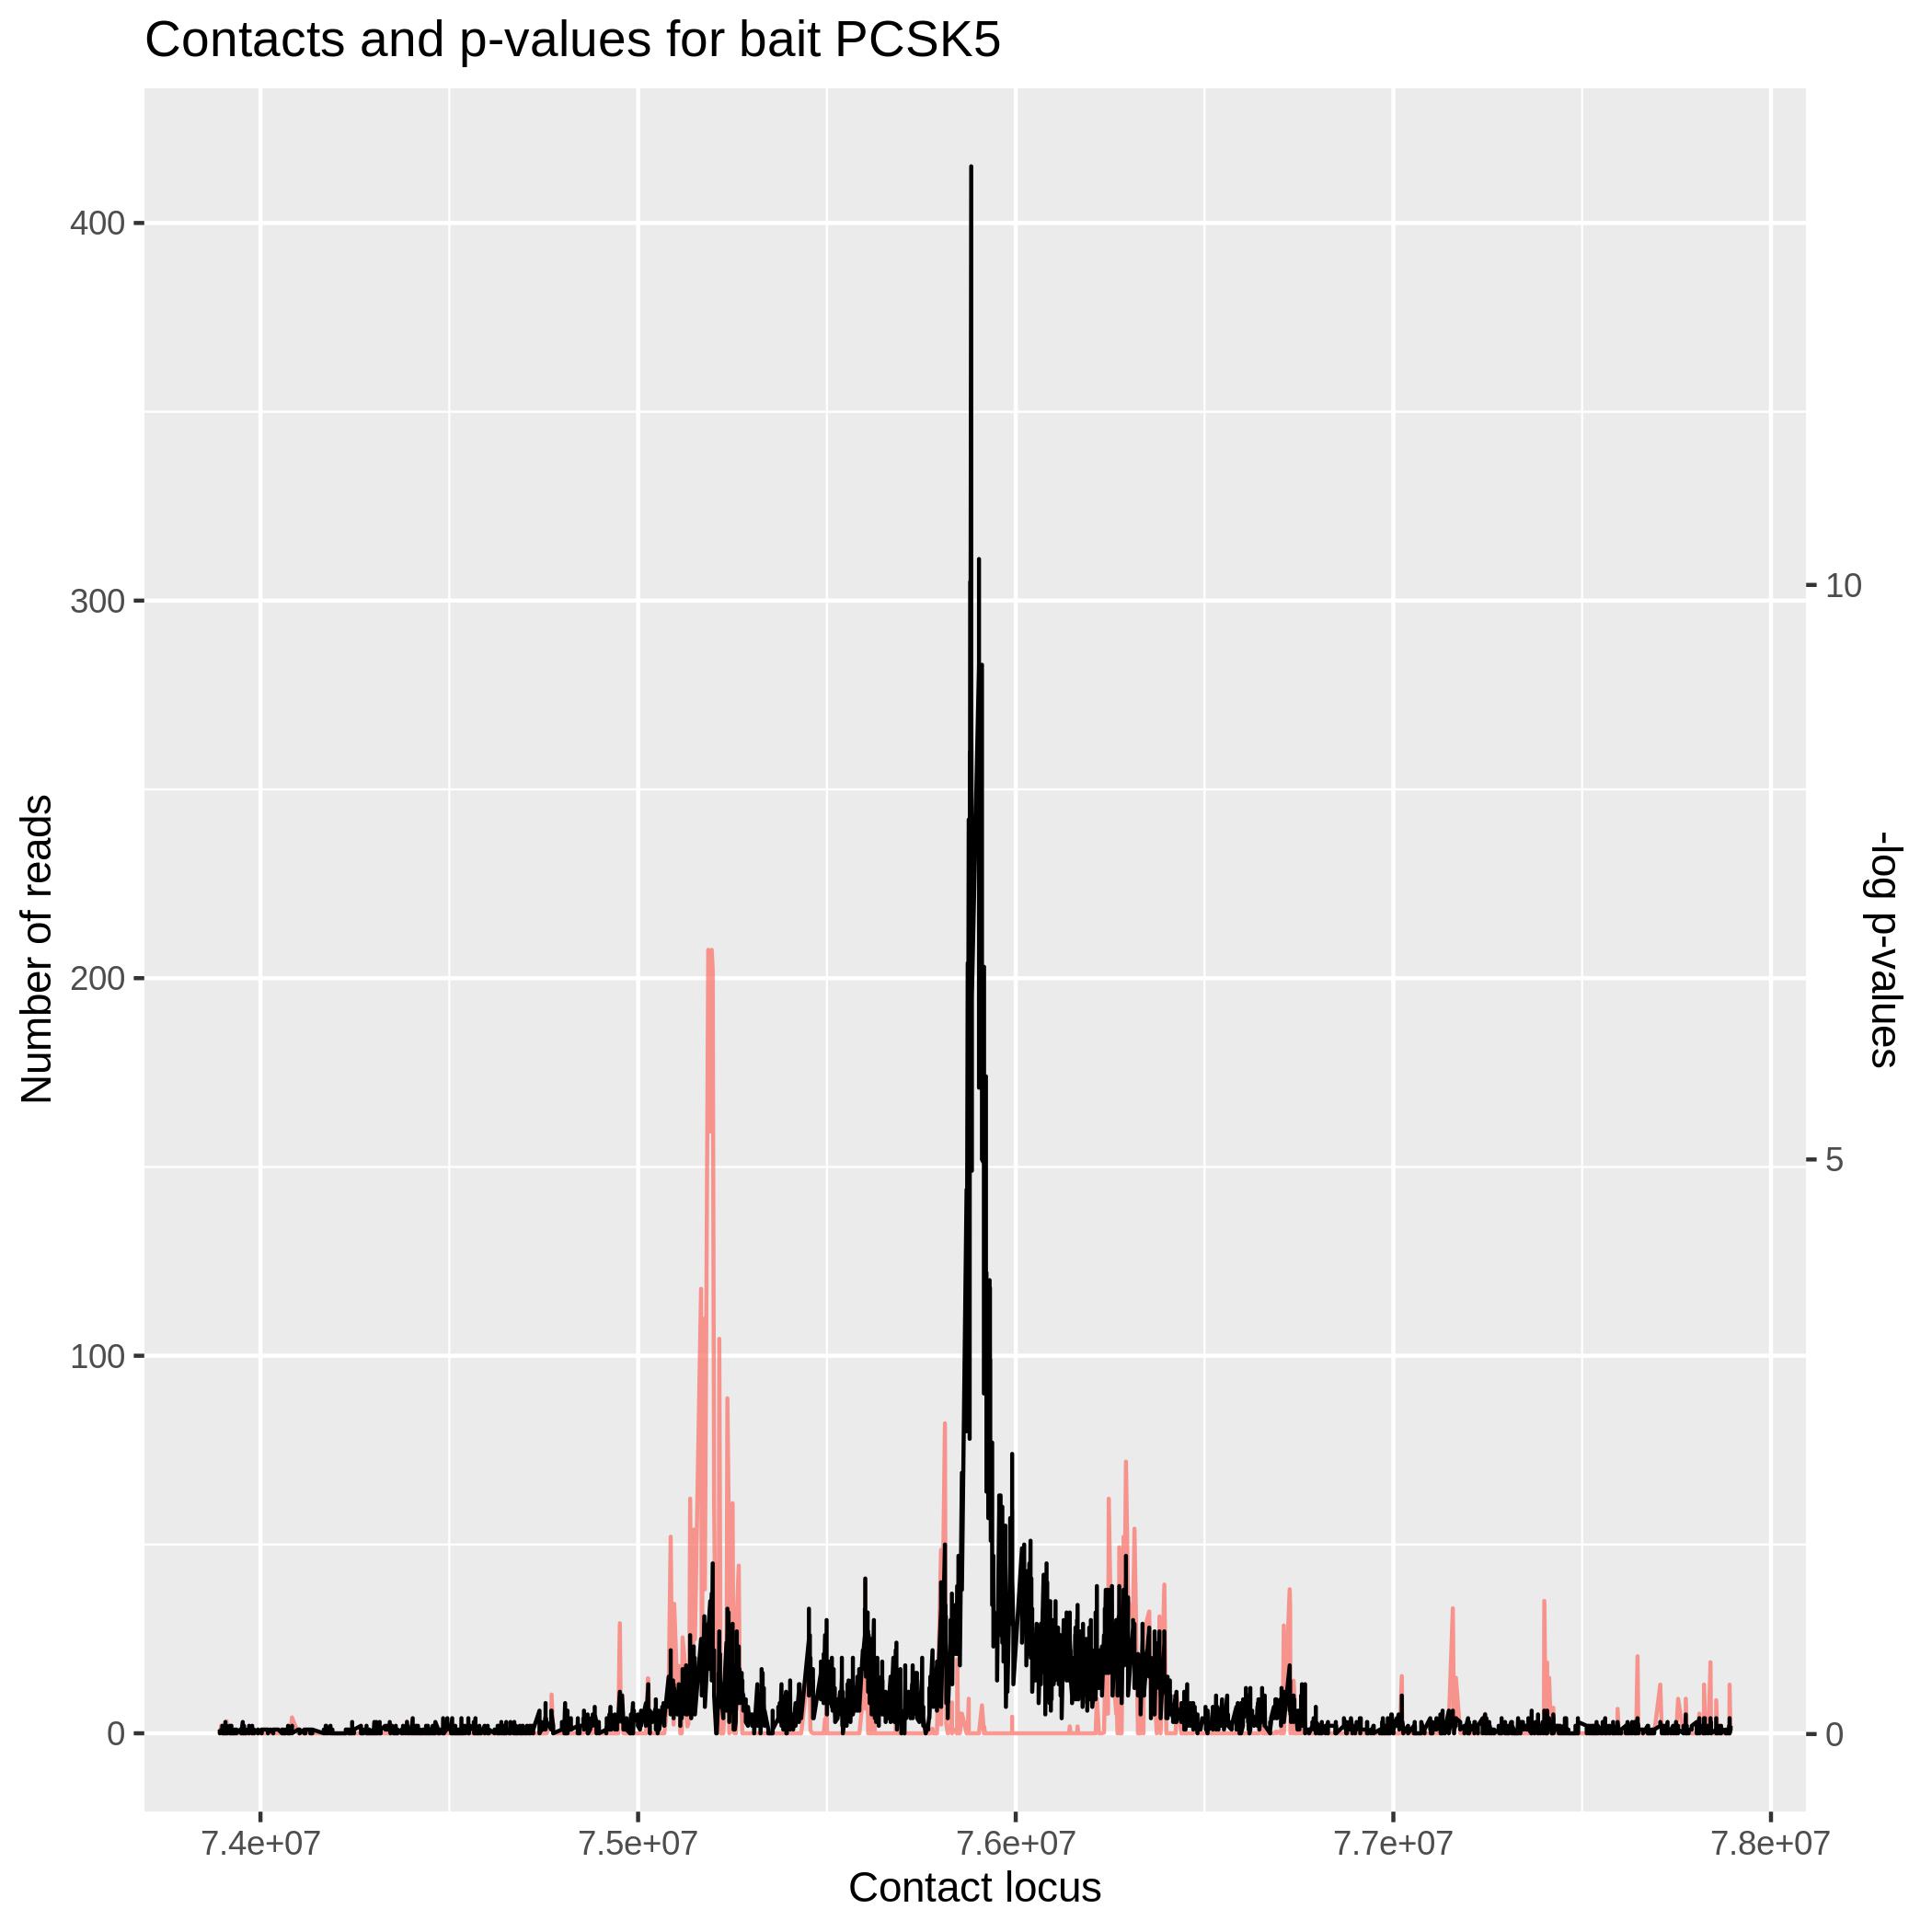 Contacts and p-values for bait PCSK5
Number of reads
400
300
200
100
0
10
5
0
-log p-values
7.4e+07 7.5e+07 7.6e+07 7.7e+07 7.8e+07
Contact locus